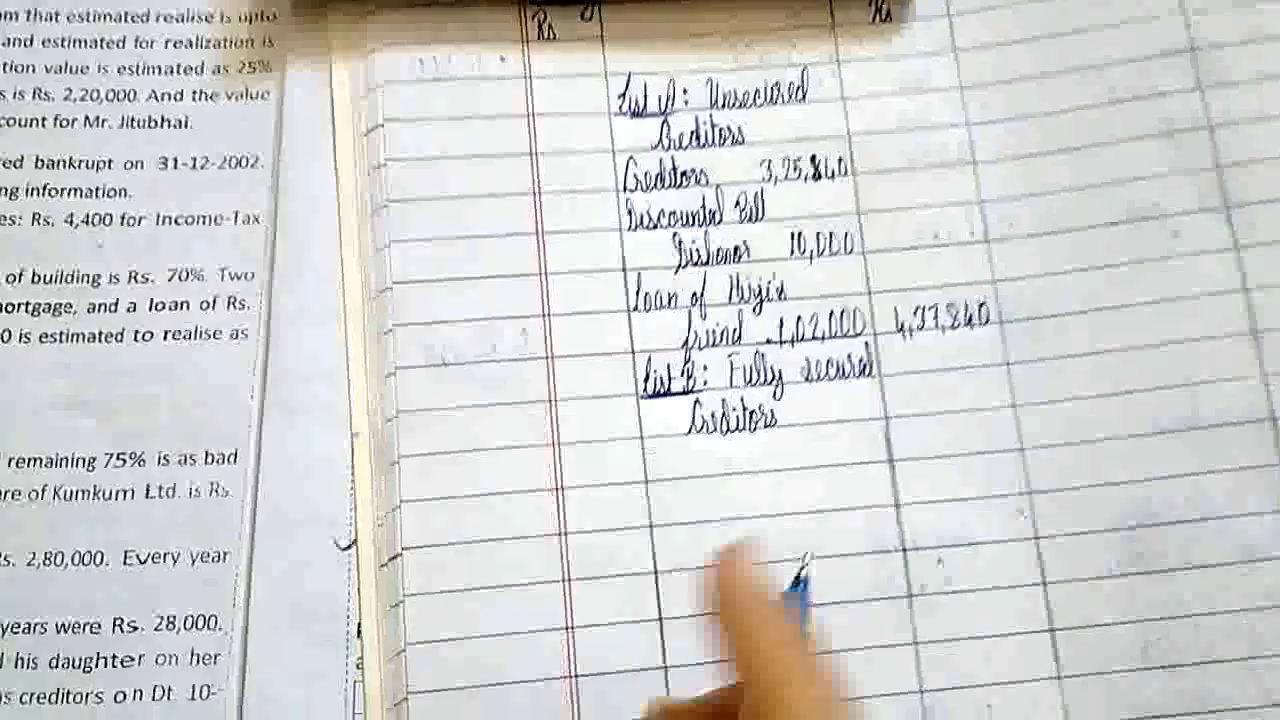 m that estimated realise is upto
and estimated for realization is
tion value is estimated as 25%
s is Rs. 2,20,000. And the value
count for Mr. Jitubhai.
ed bankrupt on 31-12-2002.
ng information.
es: Rs. 4,400 for Income-Tax
of building is Rs. 70%. Two
ortgage, and a loan of Rs.
0 is estimated to realise as
remaining 75% is as bad
re of Kumkum Ltd. is Rs.
s. 2,80,000. Every year
years were Rs. 28,000.
his daughter on her
s creditors on Dt. 10-
Rs
Rs
List A: Unsecured
Creditors
Creditors 3,25,840
Discounted Bill
Dishonor 10,000
Loan of
friend 1,02,000 4,37,840
List B: Fully secured
Creditors